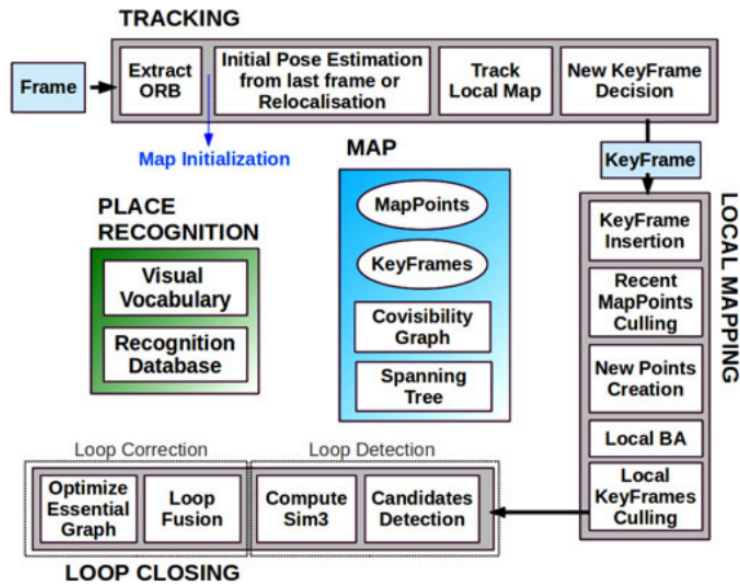 TRACKING
Frame
Extract
ORB
Initial Pose Estimation
from last frame or
Relocalisation
Track
Local Map
New KeyFrame
Decision
Map Initialization
MAP
KeyFrame
PLACE
RECOGNITION
Visual
Vocabulary
Recognition
Database
MapPoints
KeyFrames
Covisibility
Graph
Spanning
Tree
LOCAL MAPPING
KeyFrame
Insertion
Recent
MapPoints
Culling
New Points
Creation
Local BA
Local
KeyFrames
Culling
Loop Correction
Loop Detection
Optimize
Essential
Graph
Loop
Fusion
Compute
Sim3
Candidates
Detection
LOOP CLOSING